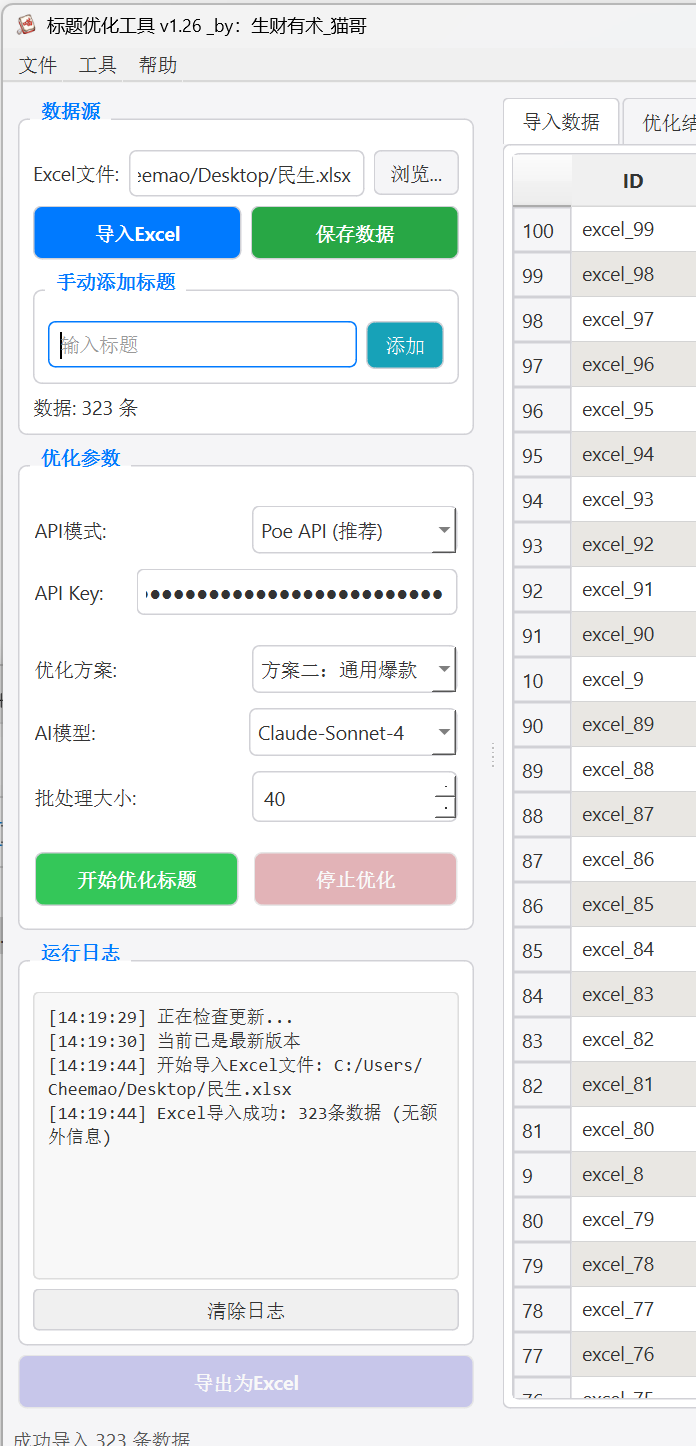 标题优化工具 v1.26 _by：生财有术_猫哥
文件 工具 帮助
数据源
Excel文件: :eemao/Desktop/民生.xlsx 浏览...
导入Excel 保存数据
手动添加标题
输入标题 添加
数据: 323 条
优化参数
API模式: Poe API (推荐)
API Key: ●●●●●●●●●●●●●●●●●●●●●●●●●
优化方案: 方案二：通用爆款
AI模型: Claude-Sonnet-4
批处理大小: 40
开始优化标题 停止优化
运行日志
[14:19:29] 正在检查更新...
[14:19:30] 当前已是最新版本
[14:19:44] 开始导入Excel文件: C:/Users/
Cheemao/Desktop/民生.xlsx
[14:19:44] Excel导入成功: 323条数据 (无额
外信息)
清除日志
导出为Excel
成功导入 323 条数据
导入数据 优化结
ID
100 excel_99
99 excel_98
98 excel_97
97 excel_96
96 excel_95
95 excel_94
94 excel_93
93 excel_92
92 excel_91
91 excel_90
10 excel_9
90 excel_89
89 excel_88
88 excel_87
87 excel_86
86 excel_85
85 excel_84
84 excel_83
83 excel_82
82 excel_81
81 excel_80
9 excel_8
80 excel_79
79 excel_78
78 excel_77
77 excel_76
76 excel_75